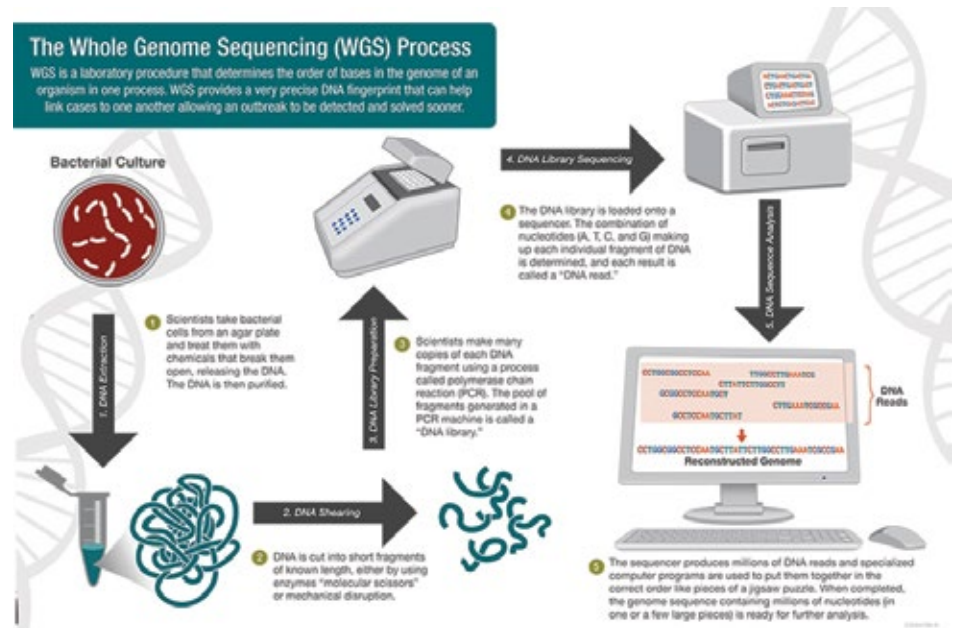 The Whole Genome Sequencing (WGS) Process
WGS is a laboratory procedure that determines the order of bases in the genome of an
organism in one process. WGS provides a very precise DNA fingerprint that can help
link cases to one another allowing an outbreak to be detected and solved sooner.
Bacterial Culture
1. DNA Extraction
1 Scientists take bacterial
cells from an agar plate
and treat them with
chemicals that break them
open, releasing the DNA.
The DNA is then purified.
2. DNA Shearing
2 DNA is cut into short fragments
of known length, either by using
enzymes “molecular scissors”
or mechanical disruption.
3. DNA Library Preparation
3 Scientists make many
copies of each DNA
fragment using a process
called polymerase chain
reaction (PCR). The pool of
fragments generated in a
PCR machine is called a
“DNA library.”
4. DNA Library Sequencing
4 The DNA library is loaded onto a
sequencer. The combination of
nucleotides (A, T, C, and G) making
up each individual fragment of DNA
is determined, and each result is
called a “DNA read.”
5. DNA Sequence Analysis
CCTGGCGGCCTCCAA
TTGGCCTTGAAATCG
CTTATTCTTGGCCTT
GCGGCCTCCAATGCT
CTTGAAATCGCCGAA
GCCTCCAATGCTTAT
DNA
Reads
CCTGGCGGCCTCCAATGCTTATTCTTGGCCTTGAAATCGCCGAA
Reconstructed Genome
5 The sequencer produces millions of DNA reads and specialized
computer programs are used to put them together in the
correct order like pieces of a jigsaw puzzle. When completed,
the genome sequence containing millions of nucleotides (in
one or a few large pieces) is ready for further analysis.